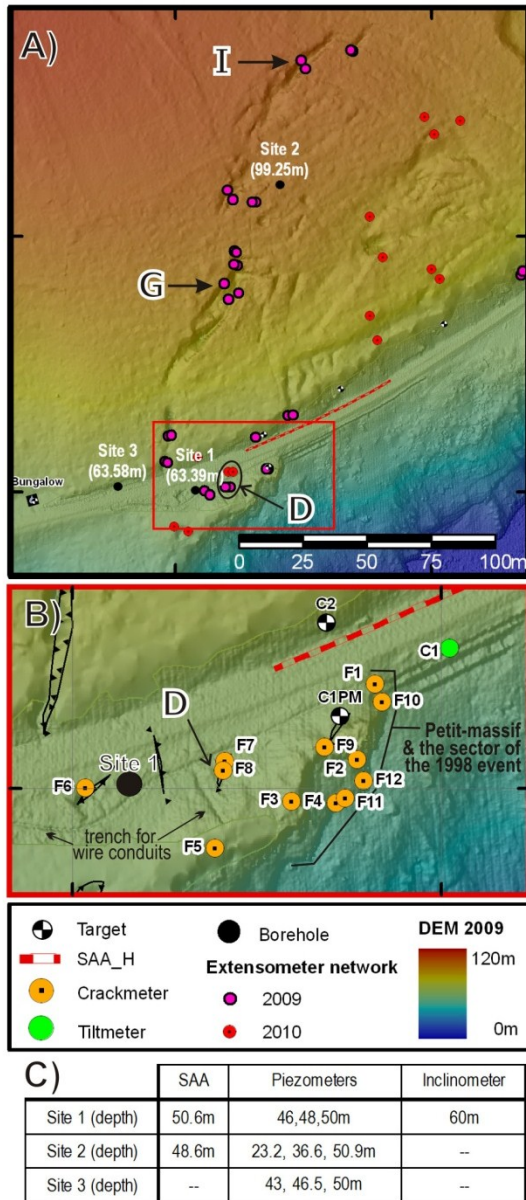 A)
I
Site 2
(99.25m)
G
Site 3
(63.58m)
Site 1
(63.39m)
Bungalow
D
0 25 50 75 100m
B)
C2
C1
F1
D
C1PM
F10
F7
F9
Petit-massif
& the sector of
the 1998 event
Site 1
F8
F2
F6
F12
F3
F4
F11
trench for
wire conduits
F5
Target
Borehole
DEM 2009
SAA_H
Extensometer network
120m
Crackmeter
2009
Tiltmeter
2010
0m
C)
SAA Piezometers Inclinometer
Site 1 (depth) 50.6m 46,48,50m 60m
Site 2 (depth) 48.6m 23.2, 36.6, 50.9m --
Site 3 (depth) -- 43, 46.5, 50m --